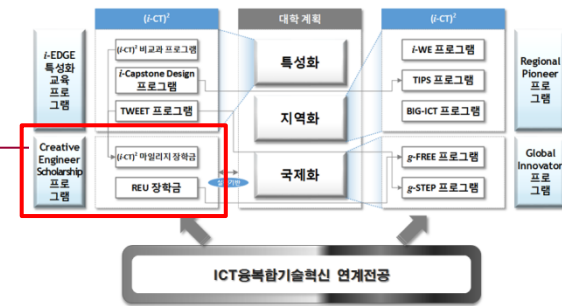 (i-CT)²
대학 계획
(i-CT)²
i-EDGE
특성화
교육
프로
그램
(i-CT)² 비교과 프로그램
i-Capstone Design
프로그램
TWEET 프로그램
특성화
지역화
국제화
i-WE 프로그램
TIPS 프로그램
BIG-ICT 프로그램
Regional
Pioneer
프로
그램
Creative
Engineer
Scholarship
프로
그램
(i-CT)² 마일리지 장학금
REU 장학금
g-FREE 프로그램
g-STEP 프로그램
Global
Innovator
프로
그램
ICT융복합기술혁신 연계전공